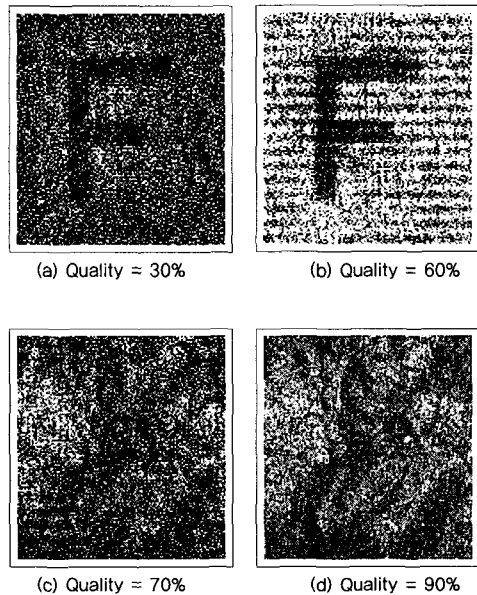 F
(a) Quality = 30%
(b) Quality = 60%
(c) Quality = 70%
(d) Quality = 90%